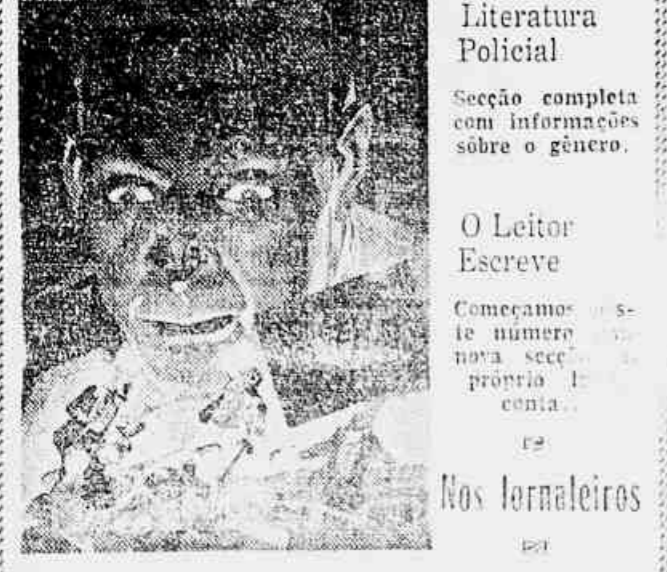 Literatura
Policial
Secção completa
com informações
sôbre o gênero.
O Leitor
Escreve
Começamos
te número
nova
próprio
conta...
Nos Jornaleiros